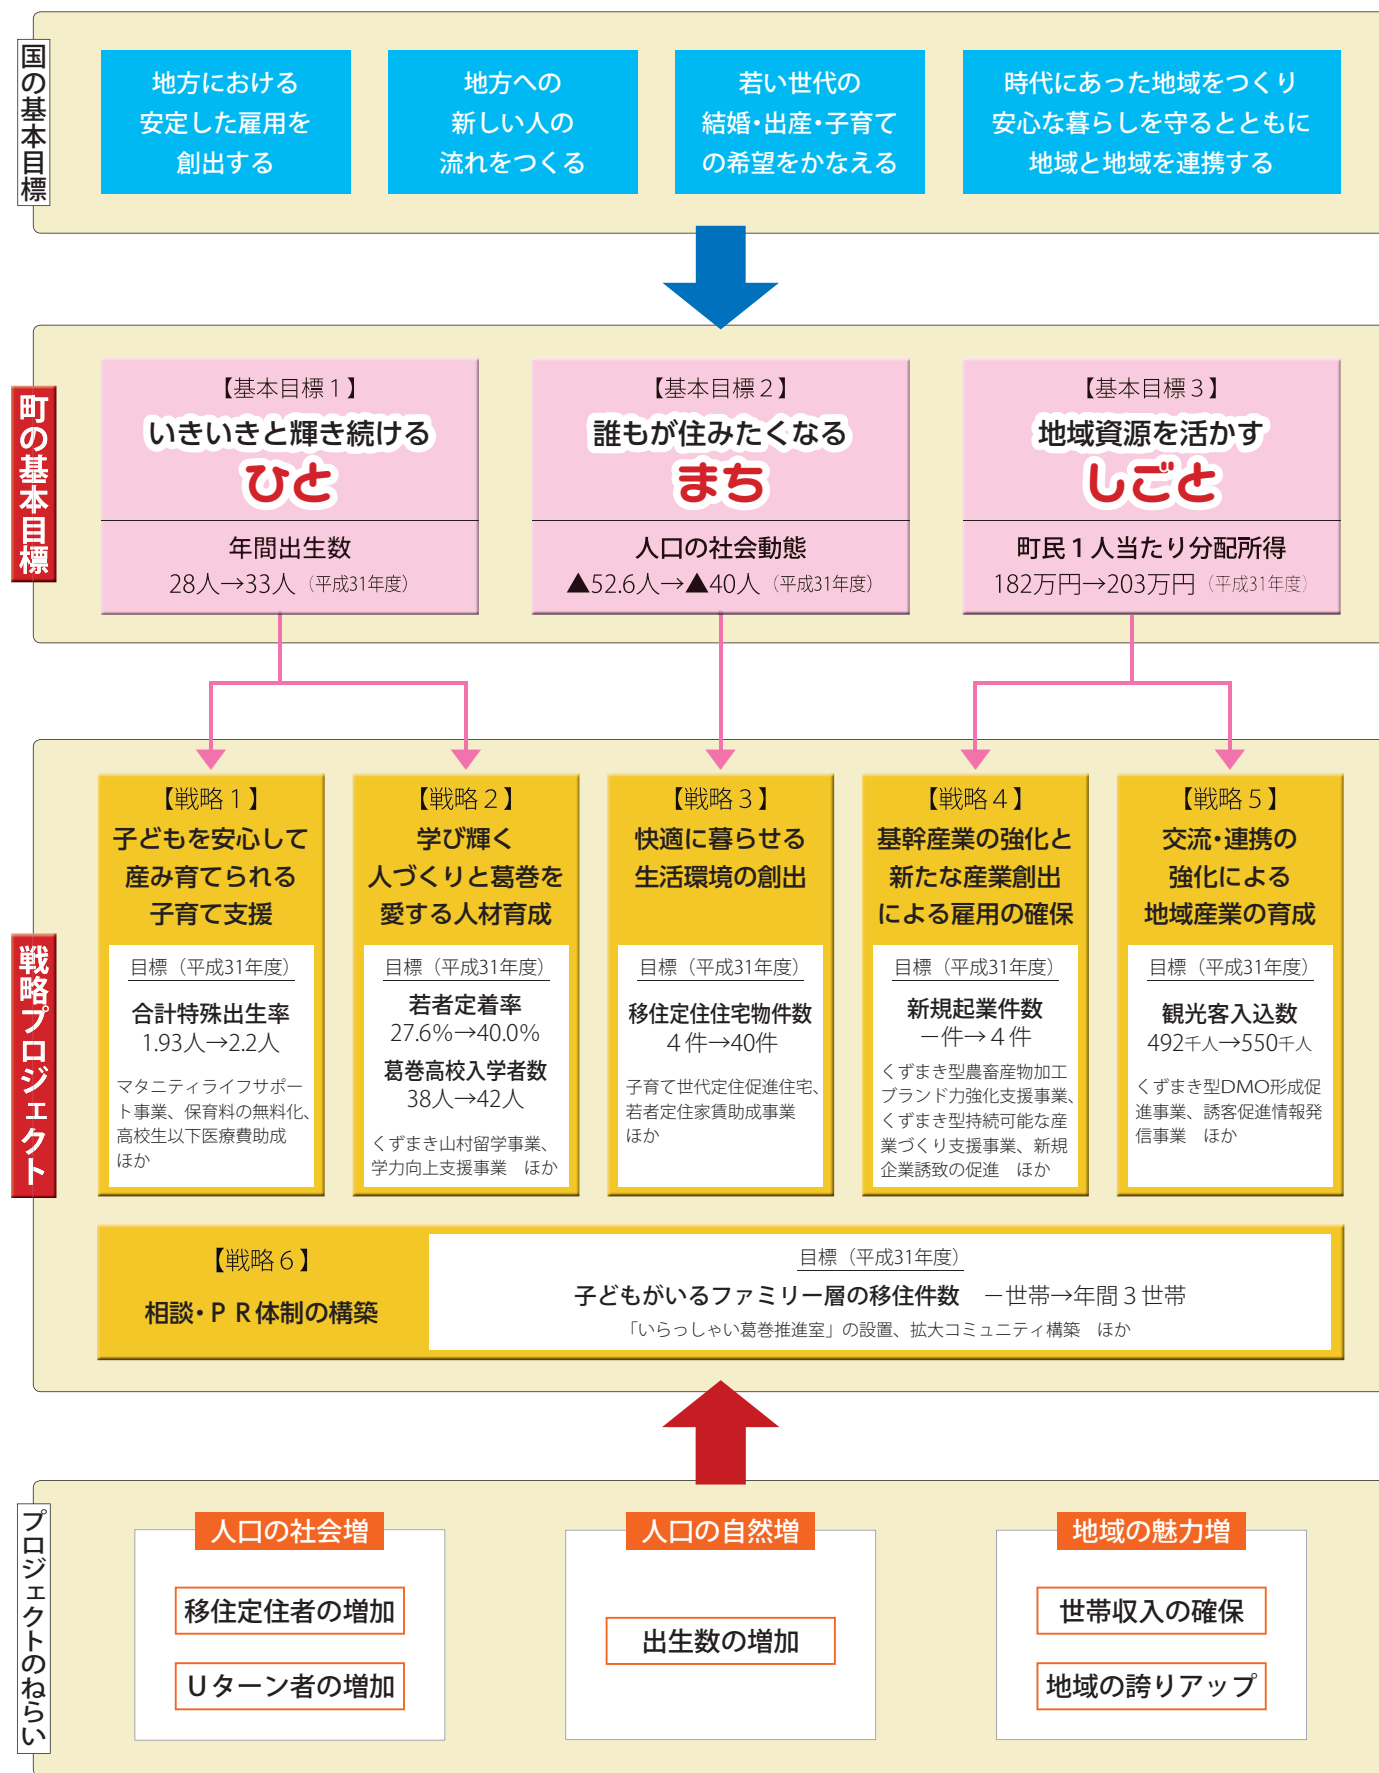 国の基本目標
地方における
安定した雇用を
創出する
地方への
新しい人の
流れをつくる
若い世代の
結婚・出産・子育て
の希望をかなえる
時代にあった地域をつくり
安心な暮らしを守るとともに
地域と地域を連携する
町の基本目標
【基本目標１】
いきいきと輝き続ける
ひと
年間出生数
28人→33人（平成31年度）
【基本目標２】
誰もが住みたくなる
まち
人口の社会動態
▲52.6人→▲40人（平成31年度）
【基本目標３】
地域資源を活かす
しごと
町民１人当たり分配所得
182万円→203万円（平成31年度）
戦略プロジェクト
【戦略１】
子どもを安心して
産み育てられる
子育て支援
目標（平成31年度）
合計特殊出生率
1.93人→2.2人
マタニティライフサポー
ト事業、保育料の無料化、
高校生以下医療費助成
ほか
【戦略２】
学び輝く
人づくりと葛巻を
愛する人材育成
目標（平成31年度）
若者定着率
27.6%→40.0%
葛巻高校入学者数
38人→42人
くずまき山村留学事業、
学力向上支援事業　ほか
【戦略３】
快適に暮らせる
生活環境の創出
目標（平成31年度）
移住定住住宅物件数
４件→40件
子育て世代定住促進住宅、
若者定住家賃助成事業
ほか
【戦略４】
基幹産業の強化と
新たな産業創出
による雇用の確保
目標（平成31年度）
新規起業件数
－件→４件
くずまき型農畜産物加工
ブランド力強化支援事業、
くずまき型持続可能な産
業づくり支援事業、新規
企業誘致の促進　ほか
【戦略５】
交流・連携の
強化による
地域産業の育成
目標（平成31年度）
観光客入込数
492千人→550千人
くずまき型DMO形成促
進事業、誘客促進情報発
信事業　ほか
【戦略６】
相談・ＰＲ体制の構築
目標（平成31年度）
子どもがいるファミリー層の移住件数　－世帯→年間３世帯
「いらっしゃい葛巻推進室」の設置、拡大コミュニティ構築　ほか
プロジェクトのねらい
人口の社会増
移住定住者の増加
Ｕターン者の増加
人口の自然増
出生数の増加
地域の魅力増
世帯収入の確保
地域の誇りアップ